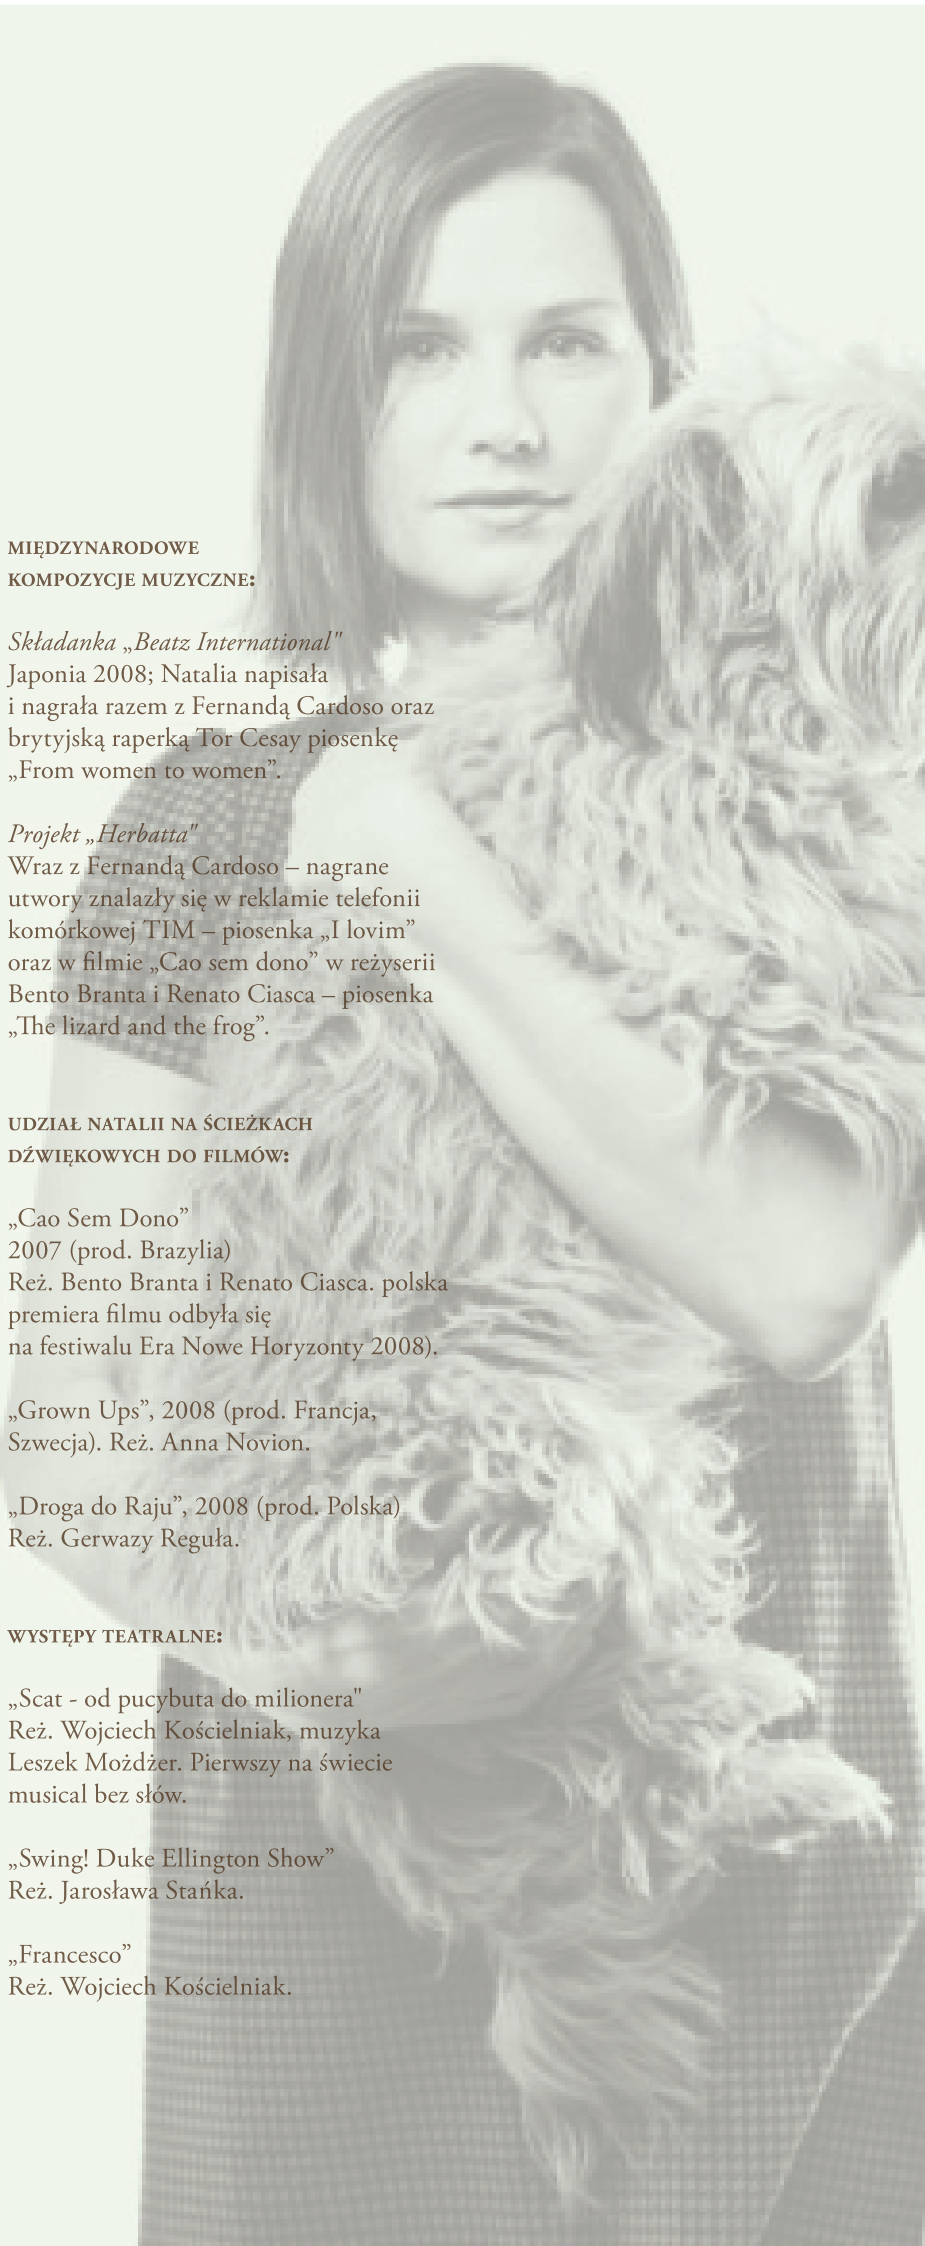 MIĘDZYNARODOWE
KOMPOZYCJE MUZYCZNE:
Składanka „Beatz International"
Japonia 2008; Natalia napisała
i nagrała razem z Fernandą Cardoso oraz
brytyjską raperką Tor Cesay piosenkę
„From women to women”.
Projekt „Herbatta"
Wraz z Fernandą Cardoso – nagrane
utwory znalazły się w reklamie telefonii
komórkowej TIM – piosenka „I lovim”
oraz w filmie „Cao sem dono” w reżyserii
Bento Branta i Renato Ciasca – piosenka
„The lizard and the frog”.
UDZIAŁ NATALII NA ŚCIEŻKACH
DŹWIĘKOWYCH DO FILMÓW:
„Cao Sem Dono”
2007 (prod. Brazylia)
Reż. Bento Branta i Renato Ciasca. polska
premiera filmu odbyła się
na festiwalu Era Nowe Horyzonty 2008).
„Grown Ups”, 2008 (prod. Francja,
Szwecja). Reż. Anna Novion.
„Droga do Raju”, 2008 (prod. Polska)
Reż. Gerwazy Reguła.
WYSTĘPY TEATRALNE:
„Scat - od pucybuta do milionera"
Reż. Wojciech Kościelniak, muzyka
Leszek Możdżer. Pierwszy na świecie
musical bez słów.
„Swing! Duke Ellington Show”
Reż. Jarosława Stańka.
„Francesco”
Reż. Wojciech Kościelniak.